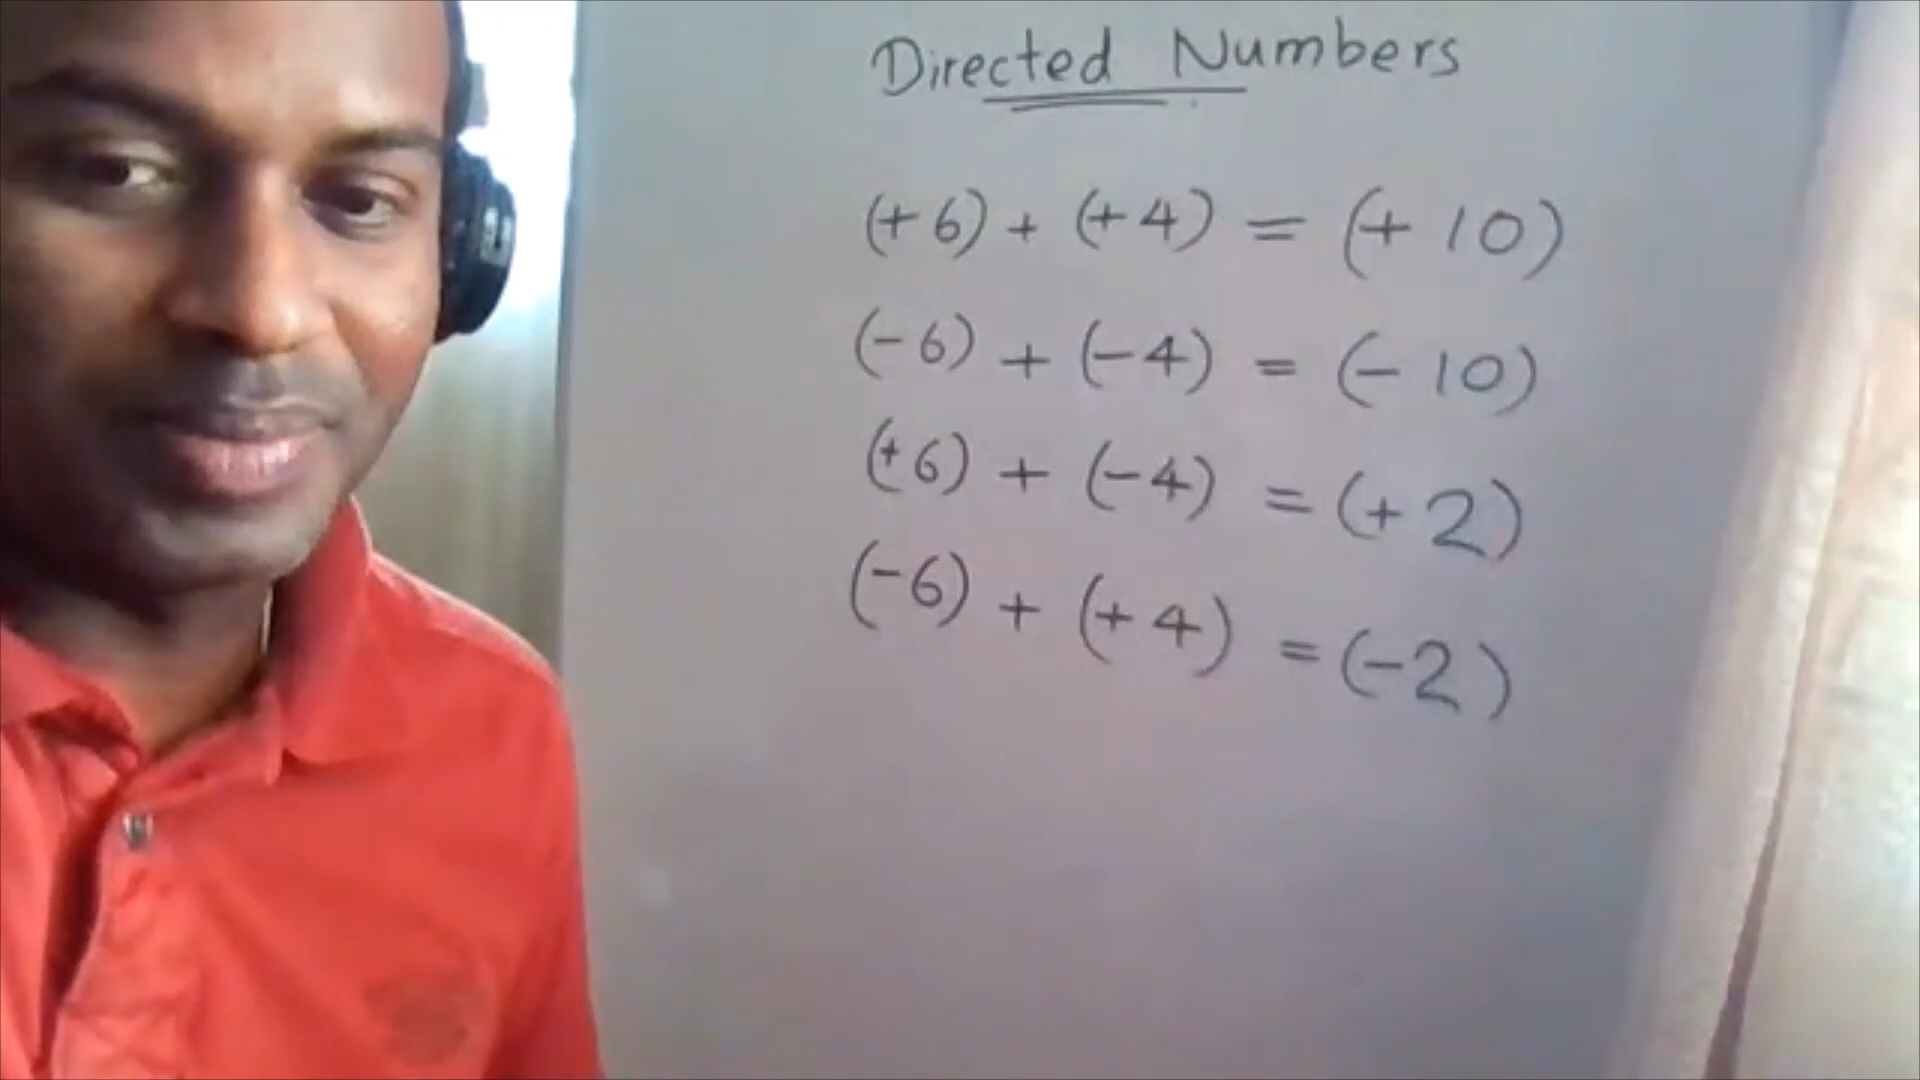 Directed Numbers
(+6) + (+4) = (+ 10)
(-6) + (-4) = (- 10)
(+6) + (-4) = (+ 2)
(-6) + (+4) = (-2)